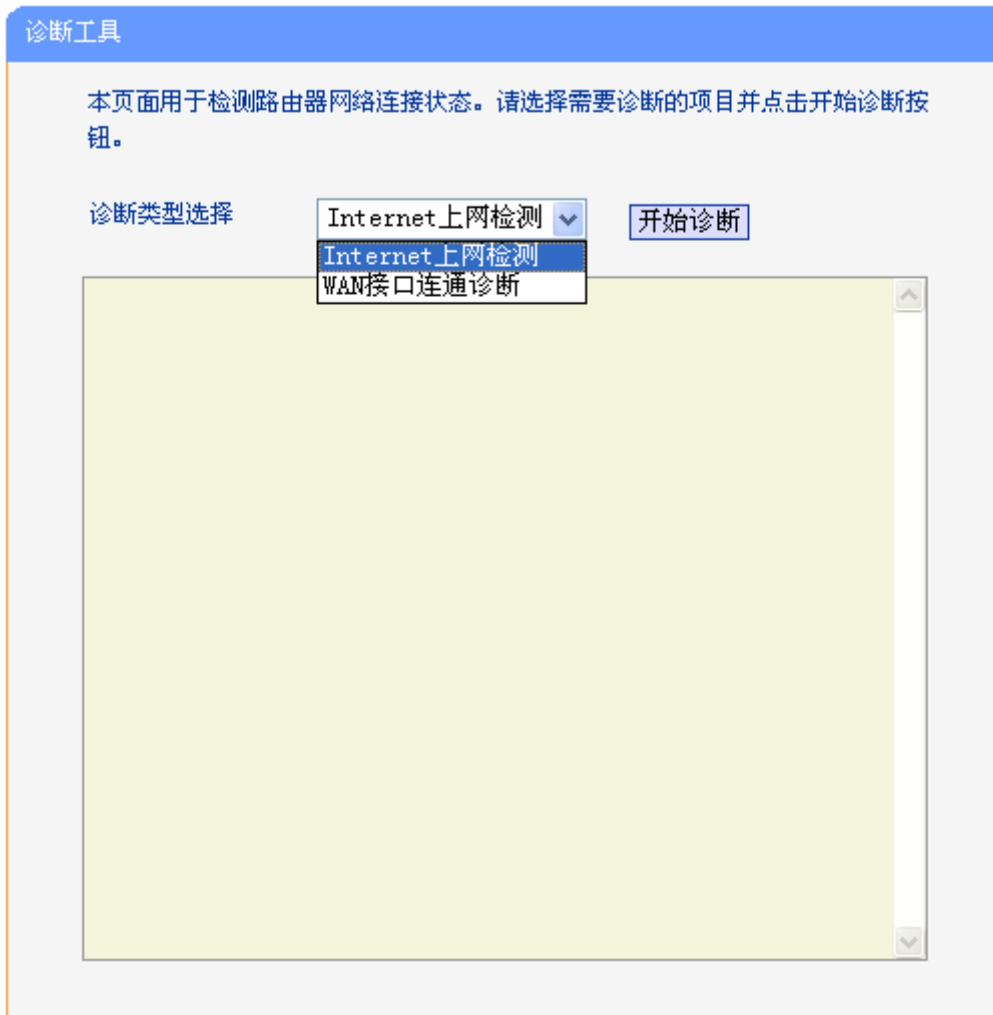 诊断工具
本页面用于检测路由器网络连接状态。请选择需要诊断的项目并点击开始诊断按
钮。
诊断类型选择 Internet上网检测 开始诊断
Internet上网检测
WAN接口连通诊断